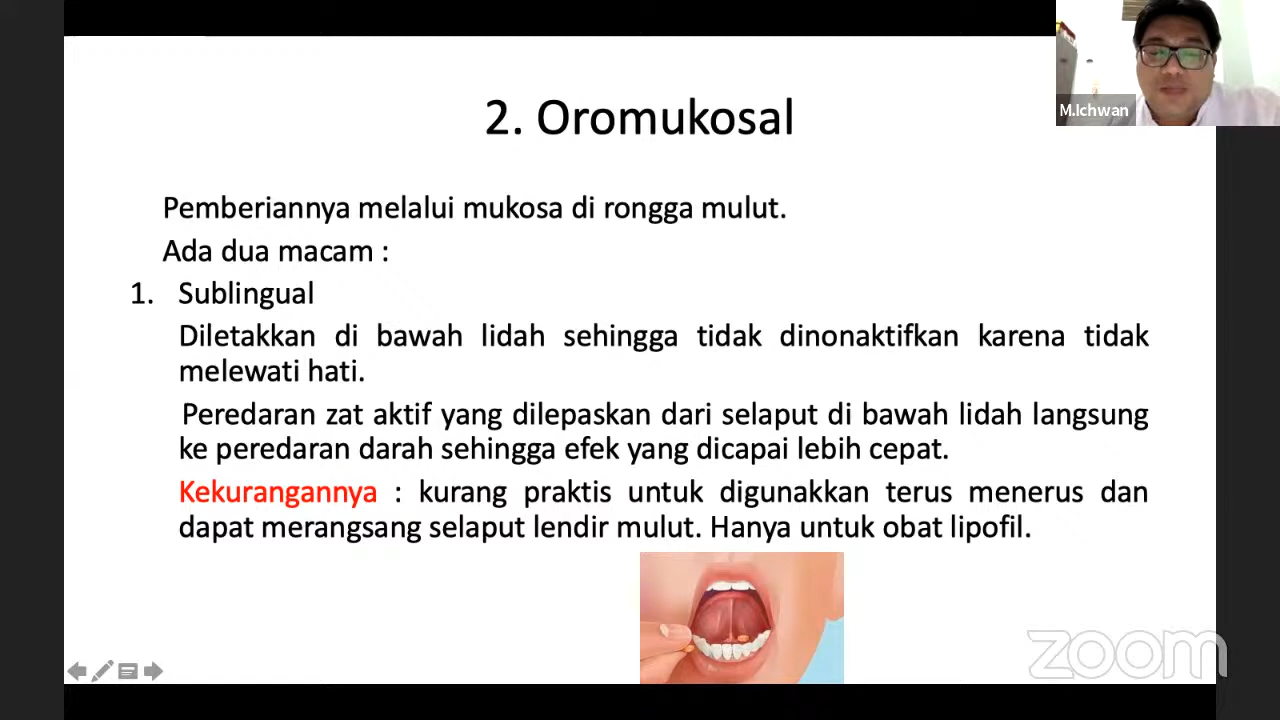 M.Ichwan
2. Oromukosal
Pemberiannya melalui mukosa di rongga mulut.
Ada dua macam :
1. Sublingual
Diletakkan di bawah lidah sehingga tidak dinonaktifkan karena tidak
melewati hati.
Peredaran zat aktif yang dilepaskan dari selaput di bawah lidah langsung
ke peredaran darah sehingga efek yang dicapai lebih cepat.
Kekurangannya : kurang praktis untuk digunakkan terus menerus dan
dapat merangsang selaput lendir mulut. Hanya untuk obat lipofil.
zoom